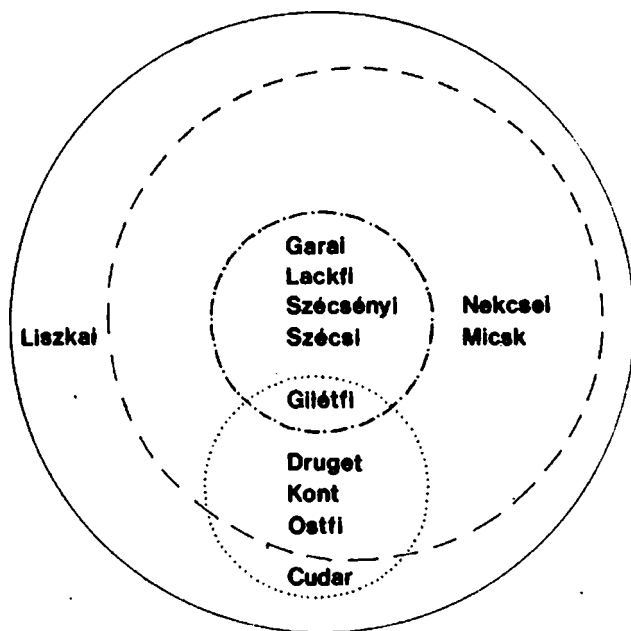 Garai
Lackfi
Szécsényi
Szécsi
Liszkai
Nekcsei
Micsk
Gilétfi
Druget
Kont
Ostfi
Cudar